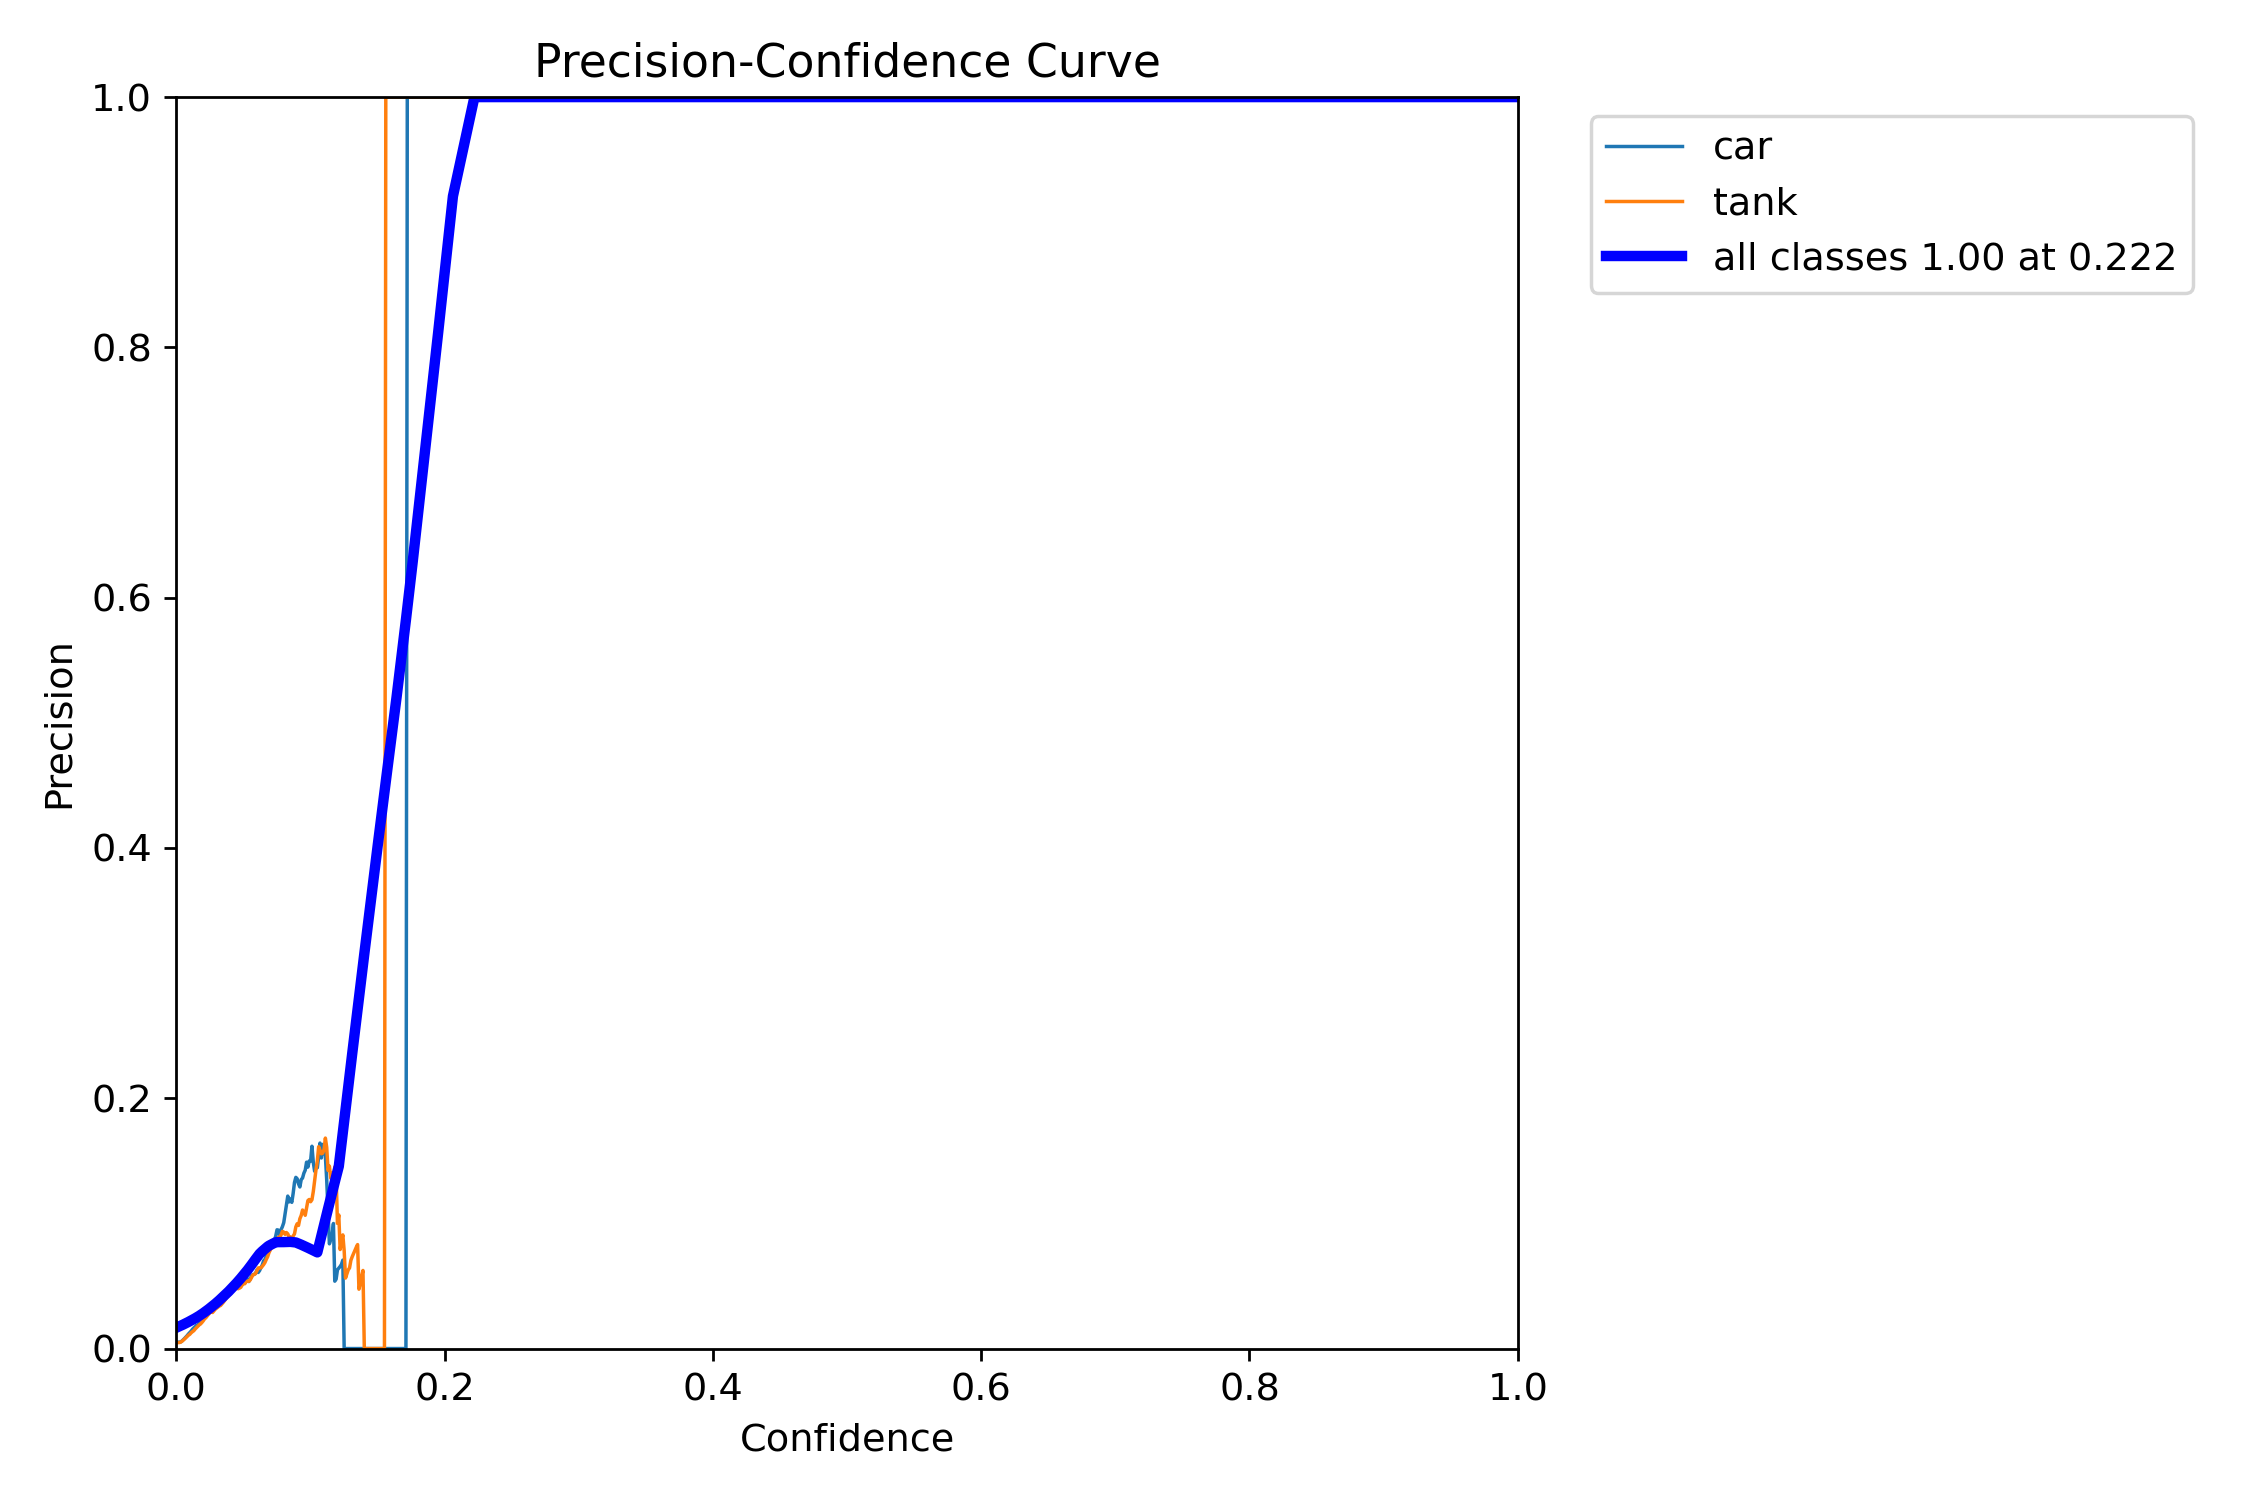 Precision-Confidence Curve
1.0
0.8
0.6
0.4
0.2
0.0
Precision
0.0 0.2 0.4 0.6 0.8 1.0
Confidence
car
tank
all classes 1.00 at 0.222